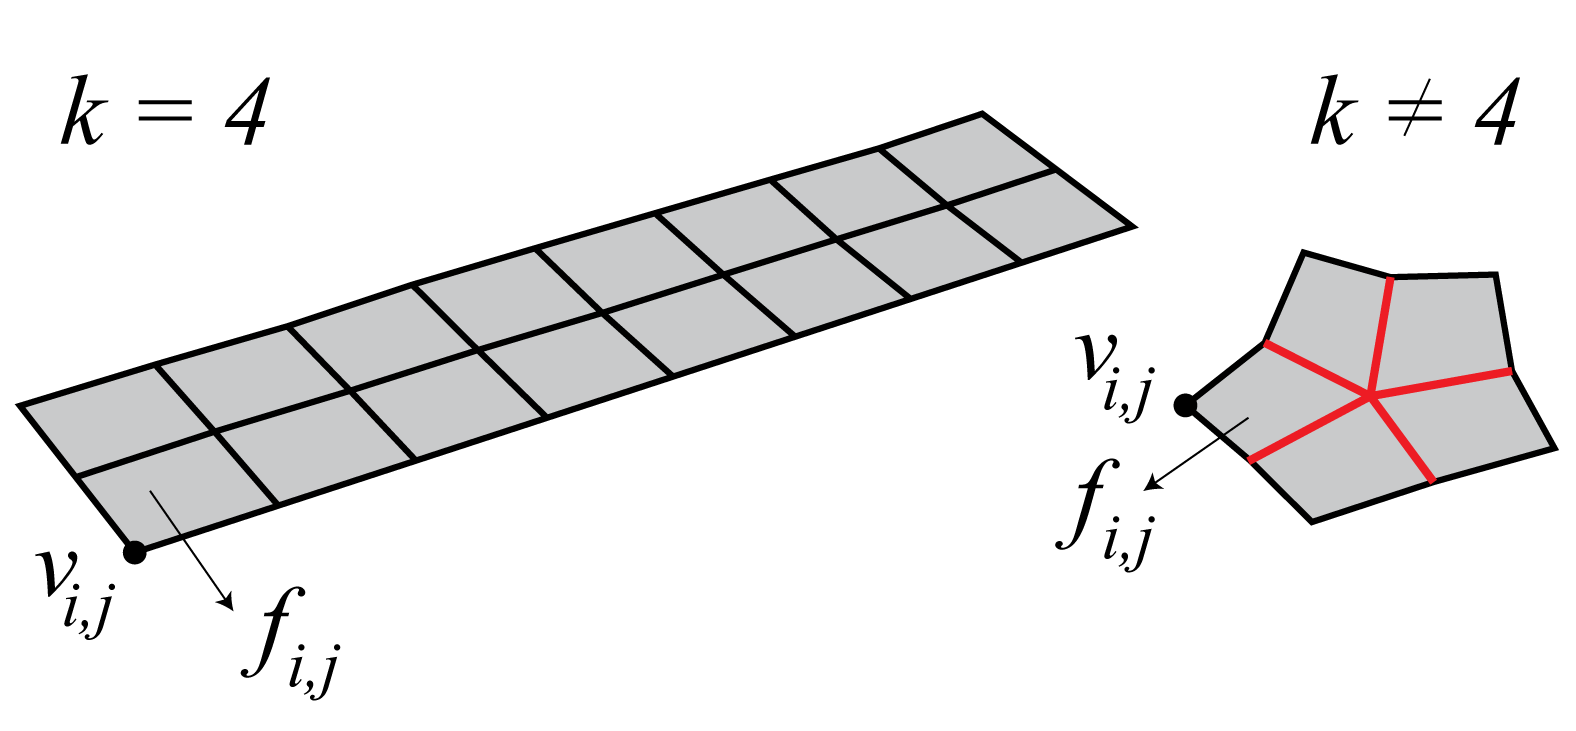 k = 4
k ≠ 4
v_{i,j}
f_{i,j}
v_{i,j}
f_{i,j}